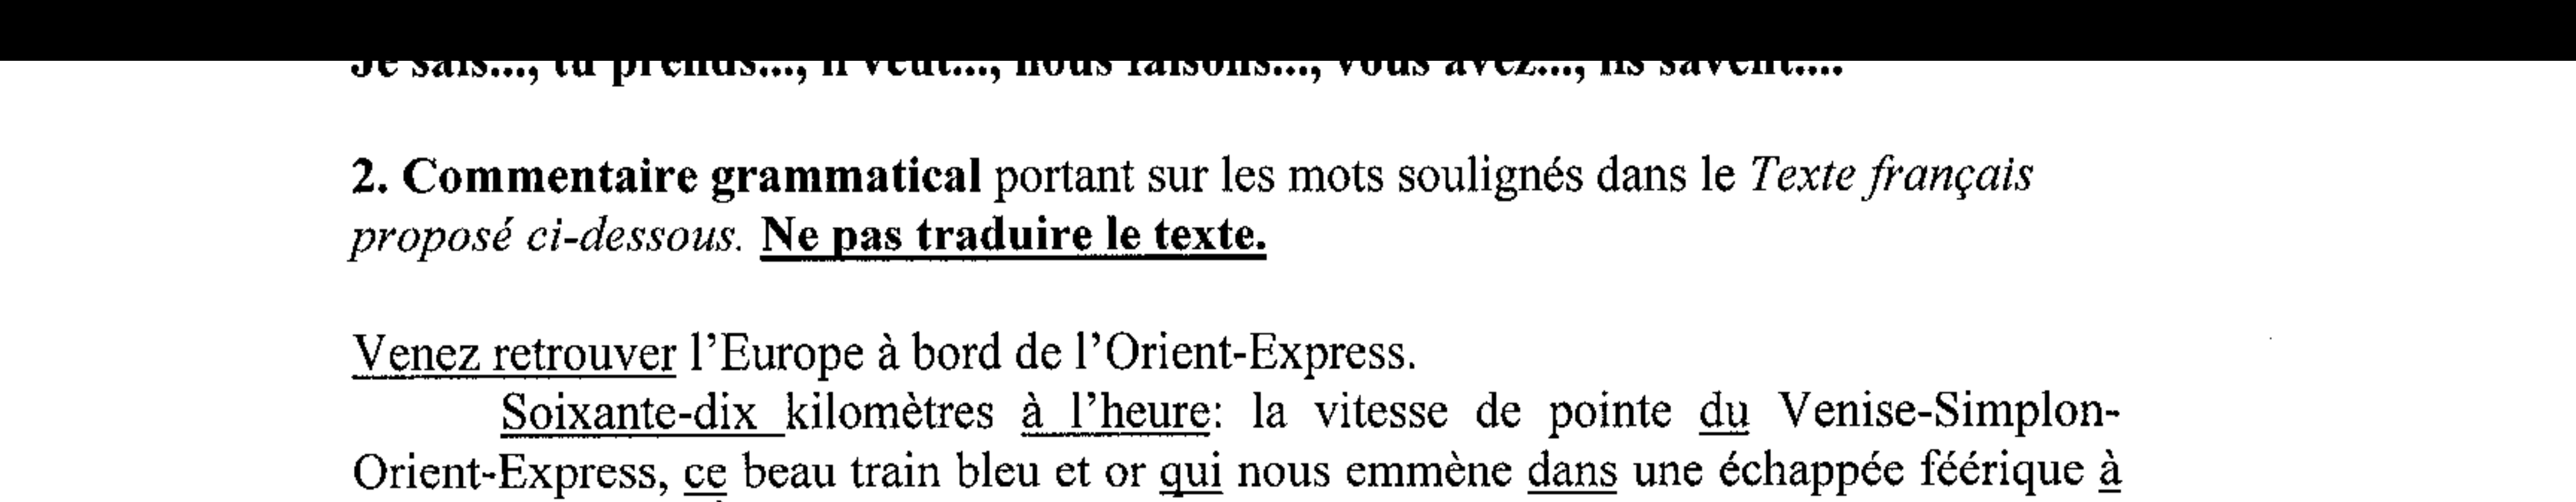 Je sais..., tu prends..., il veut..., nous faisons..., vous avez..., ils savent....
2. Commentaire grammatical portant sur les mots soulignés dans le Texte français
proposé ci-dessous. Ne pas traduire le texte.
Venez retrouver l'Europe à bord de l'Orient-Express.
Soixante-dix kilomètres à l'heure: la vitesse de pointe du Venise-Simplon-
Orient-Express, ce beau train bleu et or qui nous emmène dans une échappée féérique à